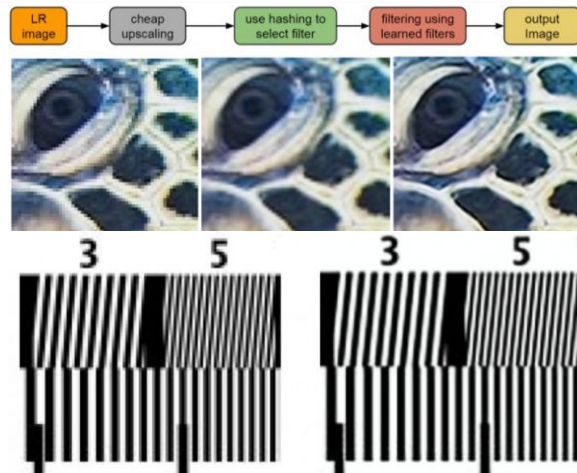 LR image
cheap upscaling
use hashing to select filter
filtering using learned filters
output Image
3 5
3 5